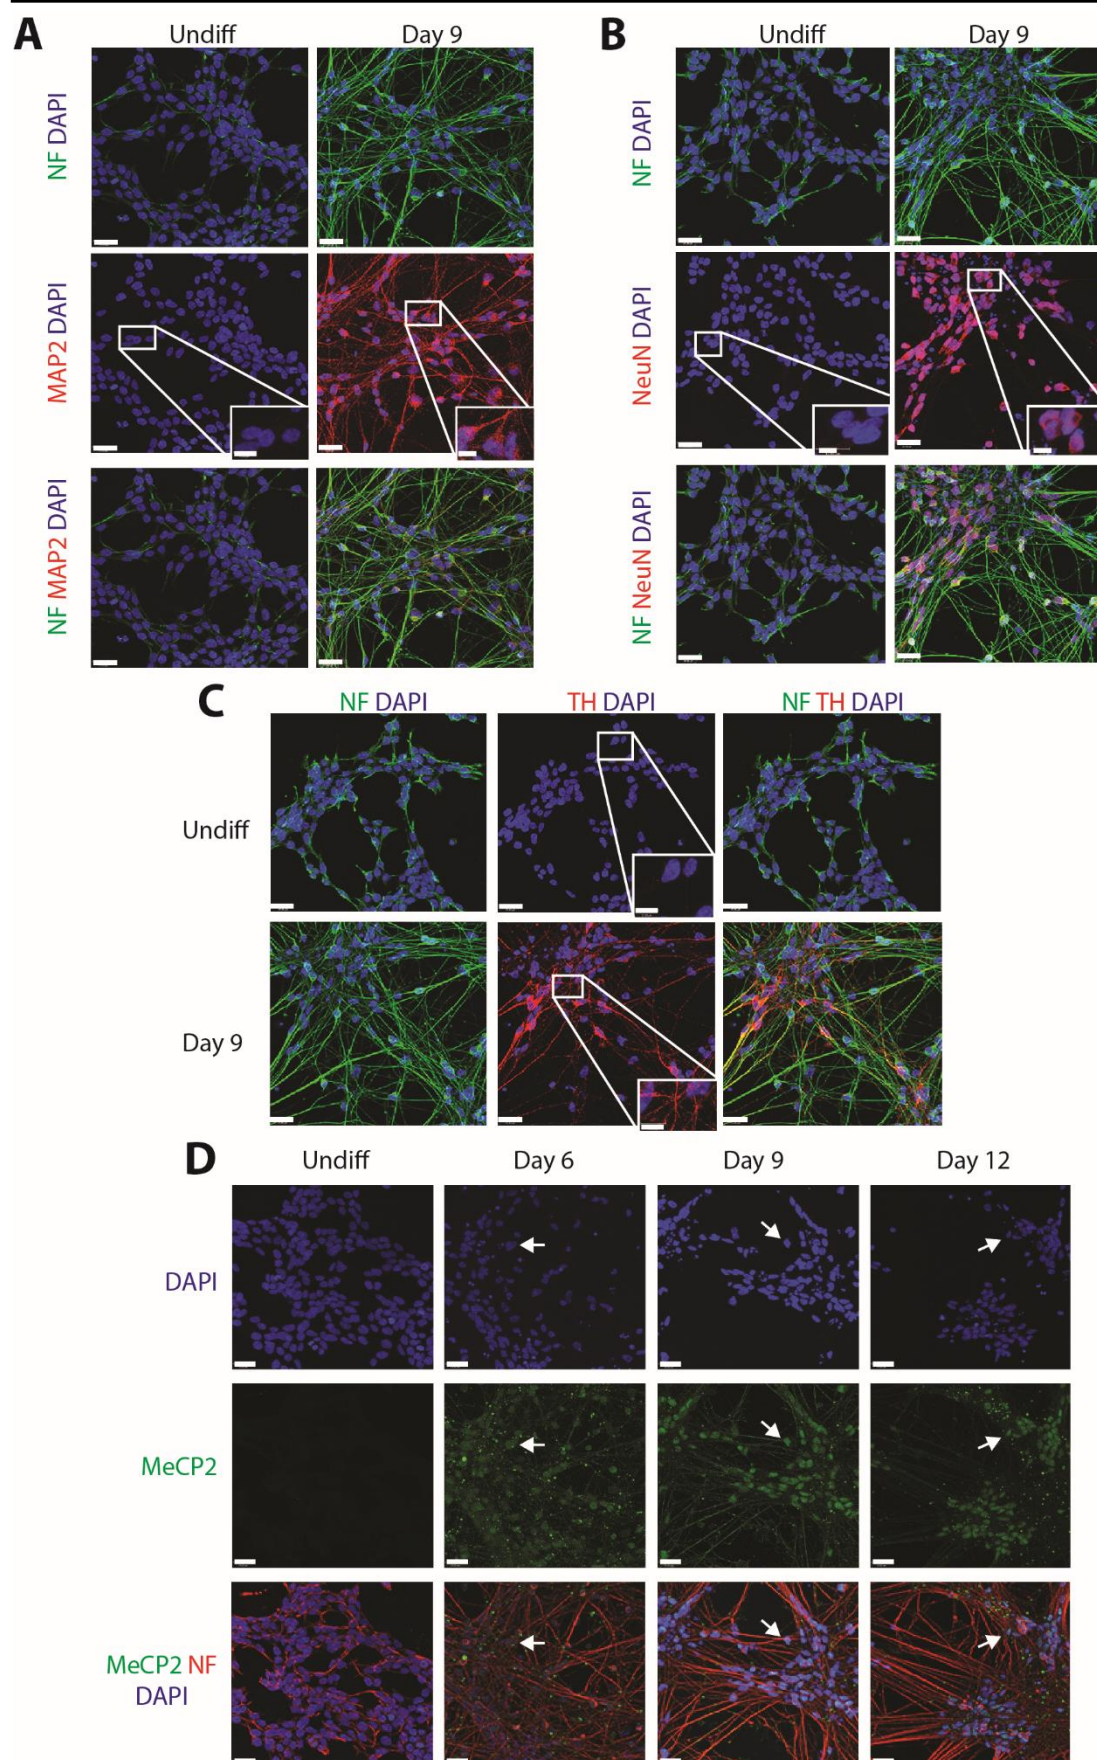 A
Undiff
Day 9
NF DAPI
MAP2 DAPI
NF MAP2 DAPI
B
Undiff
Day 9
NF DAPI
NeuN DAPI
NF NeuN DAPI
C
NF DAPI
TH DAPI
NF TH DAPI
Undiff
Day 9
D
Undiff
Day 6
Day 9
Day 12
DAPI
MeCP2
MeCP2 NF
DAPI